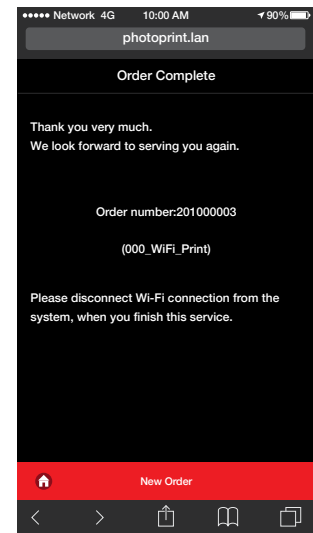 Network 4G 10:00 AM 90%
photoprint.lan
Order Complete
Thank you very much.
We look forward to serving you again.
Order number:201000003
(000_WiFi_Print)
Please disconnect Wi-Fi connection from the
system, when you finish this service.
New Order